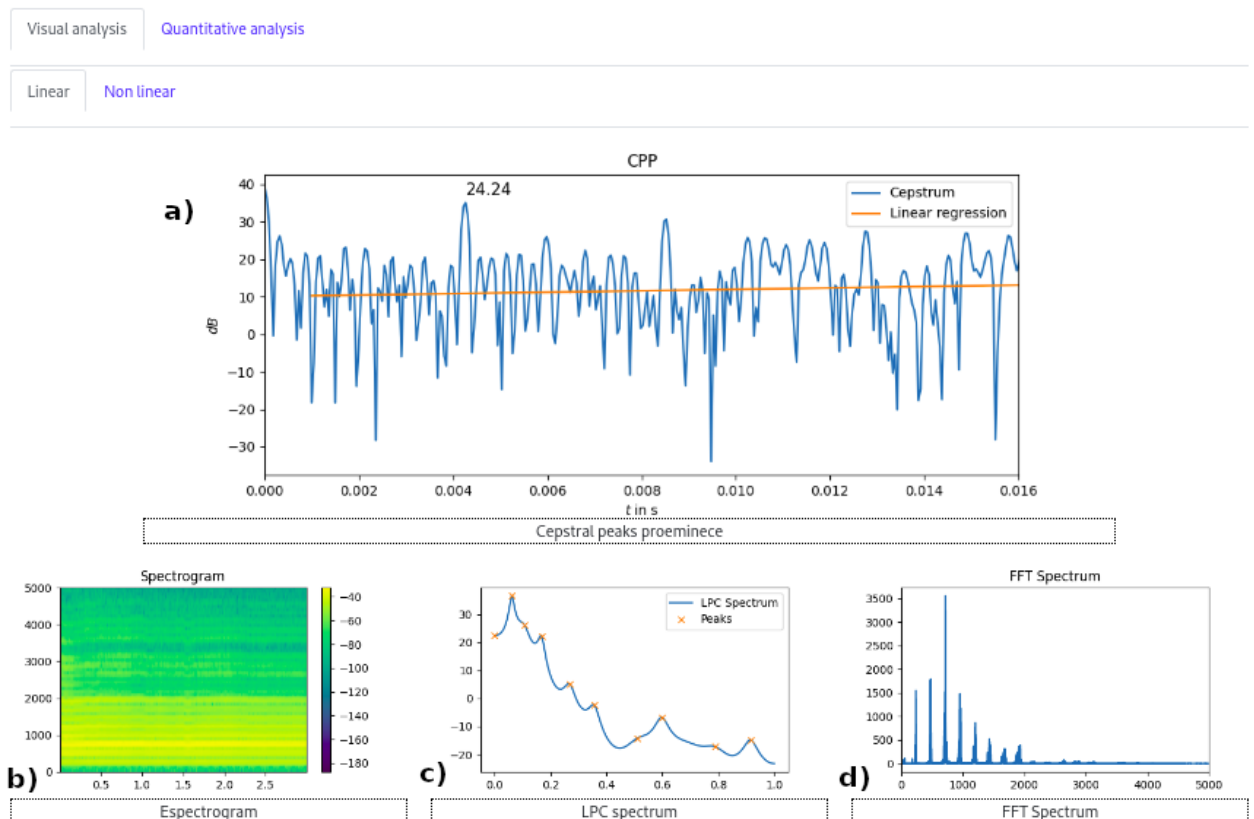 Visual analysis Quantitative analysis
Linear Non linear
CPP
a)
24.24
Cepstrum
Linear regression
40
30
20
10
0
−10
−20
−30
dB
0.000 0.002 0.004 0.006 0.008 0.010 0.012 0.014 0.016
t in s
Cepstral peaks proeminece
Spectrogram
5000
4000
3000
2000
1000
0
0.5 1.0 1.5 2.0 2.5
−40
−60
−80
−100
−120
−140
−160
−180
b)
Espectrogram
LPC Spectrum
Peaks
30
20
10
0
−10
−20
0.0 0.2 0.4 0.6 0.8 1.0
c)
LPC spectrum
FFT Spectrum
3500
3000
2500
2000
1500
1000
500
0
0 1000 2000 3000 4000 5000
d)
FFT Spectrum